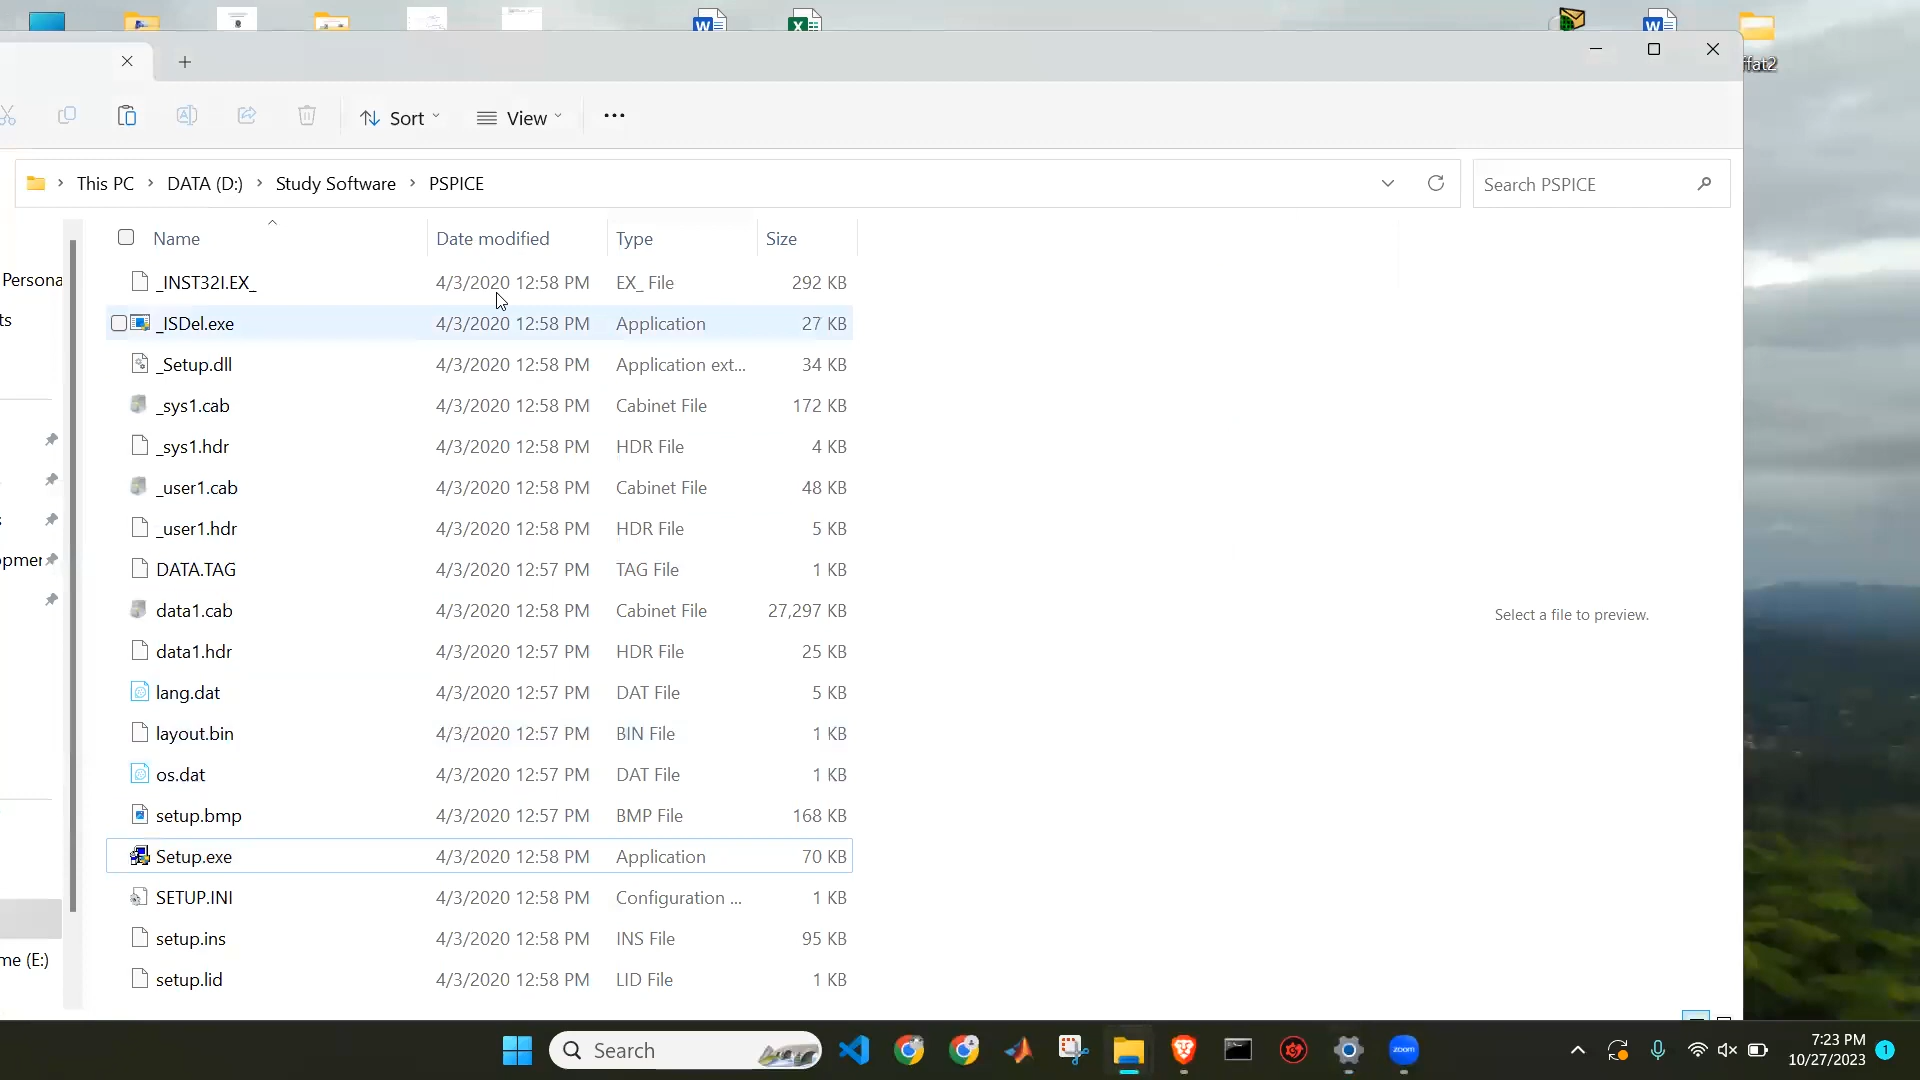 ffat2
Sort
View
This PC > DATA (D:) > Study Software > PSPICE
Search PSPICE
Name Date modified Type Size
_INST32I.EX_ 4/3/2020 12:58 PM EX_ File 292 KB
_ISDel.exe 4/3/2020 12:58 PM Application 27 KB
_Setup.dll 4/3/2020 12:58 PM Application ext... 34 KB
_sys1.cab 4/3/2020 12:58 PM Cabinet File 172 KB
_sys1.hdr 4/3/2020 12:58 PM HDR File 4 KB
_user1.cab 4/3/2020 12:58 PM Cabinet File 48 KB
_user1.hdr 4/3/2020 12:58 PM HDR File 5 KB
DATA.TAG 4/3/2020 12:57 PM TAG File 1 KB
data1.cab 4/3/2020 12:58 PM Cabinet File 27,297 KB
data1.hdr 4/3/2020 12:57 PM HDR File 25 KB
lang.dat 4/3/2020 12:57 PM DAT File 5 KB
layout.bin 4/3/2020 12:57 PM BIN File 1 KB
os.dat 4/3/2020 12:57 PM DAT File 1 KB
setup.bmp 4/3/2020 12:57 PM BMP File 168 KB
Setup.exe 4/3/2020 12:58 PM Application 70 KB
SETUP.INI 4/3/2020 12:58 PM Configuration ... 1 KB
setup.ins 4/3/2020 12:58 PM INS File 95 KB
setup.lid 4/3/2020 12:58 PM LID File 1 KB
Persona
ts
opmer
me (E:)
Select a file to preview.
Search
zoom
7:23 PM
10/27/2023
1